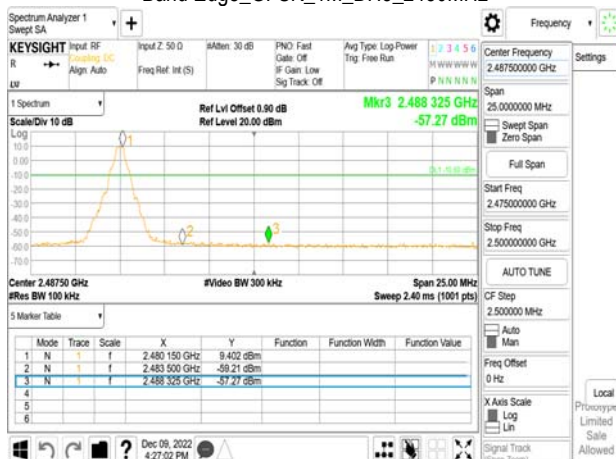 Spectrum Analyzer 1
Swept SA
Frequency
Settings
KEYSIGHT Input: RF
Coupling: DC
Align: Auto
Input Z: 50 Ω
Freq Ref: Int (S)
#Atten: 30 dB
PNO: Fast
Gate: Off
IF Gain: Low
Sig Track: Off
Avg Type: Log-Power
Trig: Free Run
1 2 3 4 5 6
M W W W W W
P N N N N N
R
LVI
1 Spectrum
Scale/Div 10 dB
Ref Lvl Offset 0.90 dB
Ref Level 20.00 dBm
Mkr3 2.488 325 GHz
-57.27 dBm
Log
10.0
0.00
-10.0
-20.0
-30.0
-40.0
-50.0
-60.0
-70.0
1
2
3
Center 2.48750 GHz
#Res BW 100 kHz
#Video BW 300 kHz
Span 25.00 MHz
Sweep 2.40 ms (1001 pts)
5 Marker Table
Mode Trace Scale X Y Function Function Width Function Value
1 N 1 f 2.480 150 GHz 9.402 dBm
2 N 1 f 2.483 500 GHz -59.21 dBm
3 N 1 f 2.488 325 GHz -57.27 dBm
4
5
6
Center Frequency
2.487500000 GHz
Span
25.0000000 MHz
Swept Span
Zero Span
Full Span
Start Freq
2.475000000 GHz
Stop Freq
2.500000000 GHz
AUTO TUNE
CF Step
2.500000 MHz
Auto
Man
Freq Offset
0 Hz
X Axis Scale
Log
Lin
Signal Track
Local
Prototype
Limited
Sale
Allowed
?
Dec 09, 2022
4:27:02 PM